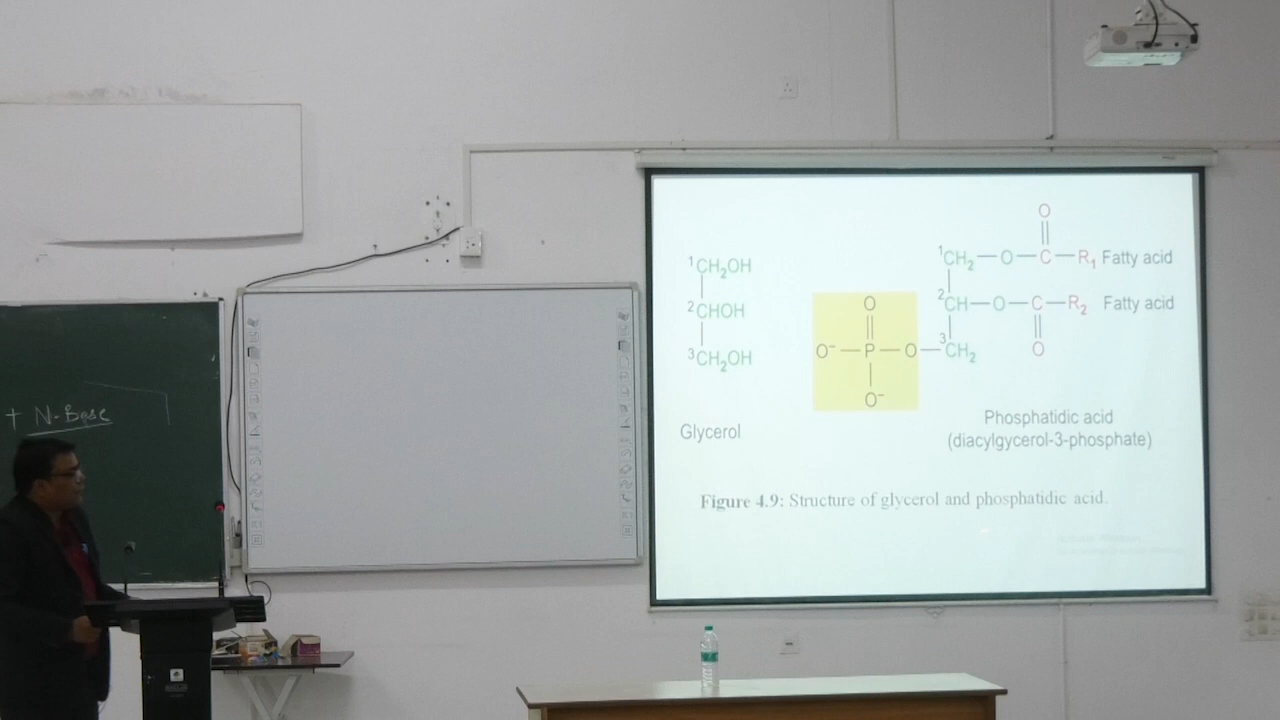 + N-Base
¹CH₂OH
²CHOH
³CH₂OH
Glycerol
O
¹CH₂—O—C—R₁ Fatty acid
²CH—O—C—R₂ Fatty acid
O
O
O⁻—P—O—³CH₂
O⁻
Phosphatidic acid
(diacylgycerol-3-phosphate)
Figure 4.9: Structure of glycerol and phosphatidic acid.